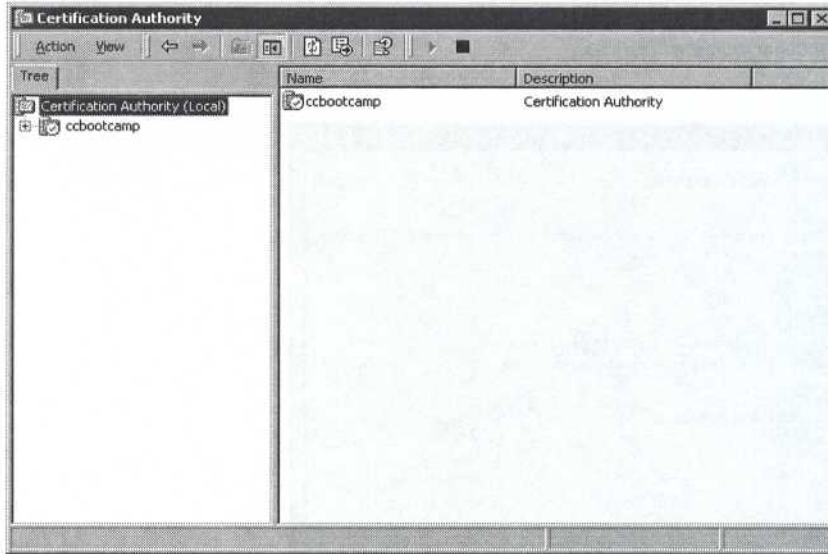 Certification Authority
Action View
Tree
Name Description
Certification Authority (Local)
ccbootcamp
ccbootcamp Certification Authority